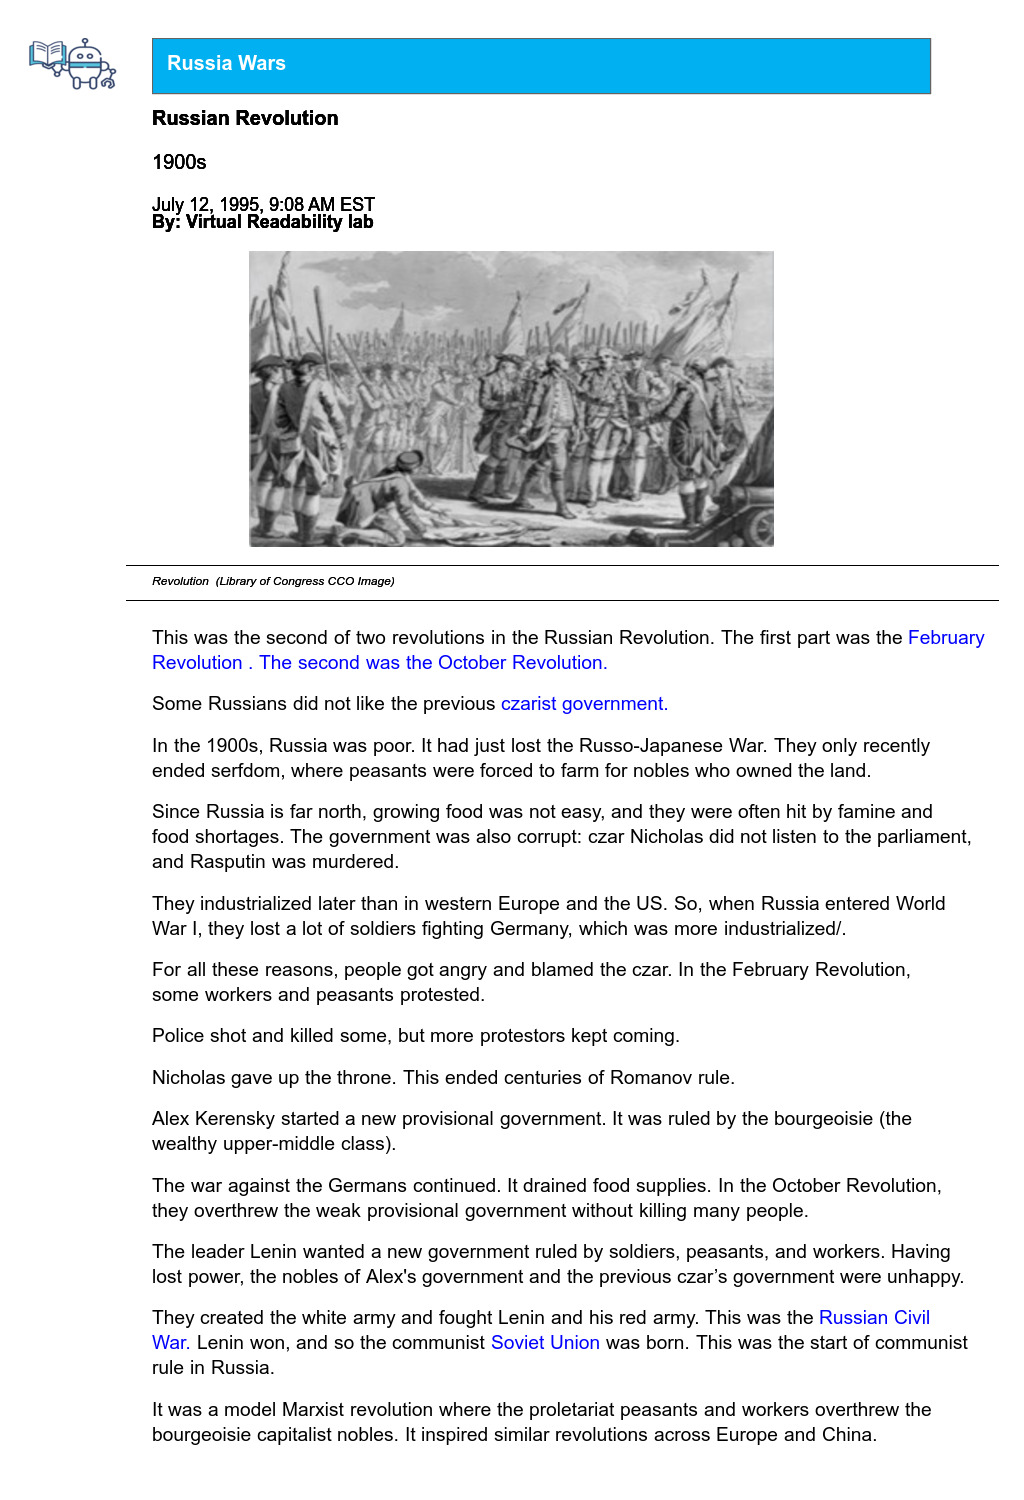 Russia Wars
Russian Revolution
1900s
July 12, 1995, 9:08 AM EST
By: Virtual Readability lab
Revolution  (Library of Congress CCO Image)
This was the second of two revolutions in the Russian Revolution. The first part was the February
Revolution . The second was the October Revolution.
Some Russians did not like the previous czarist government.
In the 1900s, Russia was poor. It had just lost the Russo-Japanese War. They only recently
ended serfdom, where peasants were forced to farm for nobles who owned the land.
Since Russia is far north, growing food was not easy, and they were often hit by famine and
food shortages. The government was also corrupt: czar Nicholas did not listen to the parliament,
and Rasputin was murdered.
They industrialized later than in western Europe and the US. So, when Russia entered World
War I, they lost a lot of soldiers fighting Germany, which was more industrialized/.
For all these reasons, people got angry and blamed the czar. In the February Revolution,
some workers and peasants protested.
Police shot and killed some, but more protestors kept coming.
Nicholas gave up the throne. This ended centuries of Romanov rule.
Alex Kerensky started a new provisional government. It was ruled by the bourgeoisie (the
wealthy upper-middle class).
The war against the Germans continued. It drained food supplies. In the October Revolution,
they overthrew the weak provisional government without killing many people.
The leader Lenin wanted a new government ruled by soldiers, peasants, and workers. Having
lost power, the nobles of Alex's government and the previous czar’s government were unhappy.
They created the white army and fought Lenin and his red army. This was the Russian Civil
War. Lenin won, and so the communist Soviet Union was born. This was the start of communist
rule in Russia.
It was a model Marxist revolution where the proletariat peasants and workers overthrew the
bourgeoisie capitalist nobles. It inspired similar revolutions across Europe and China.